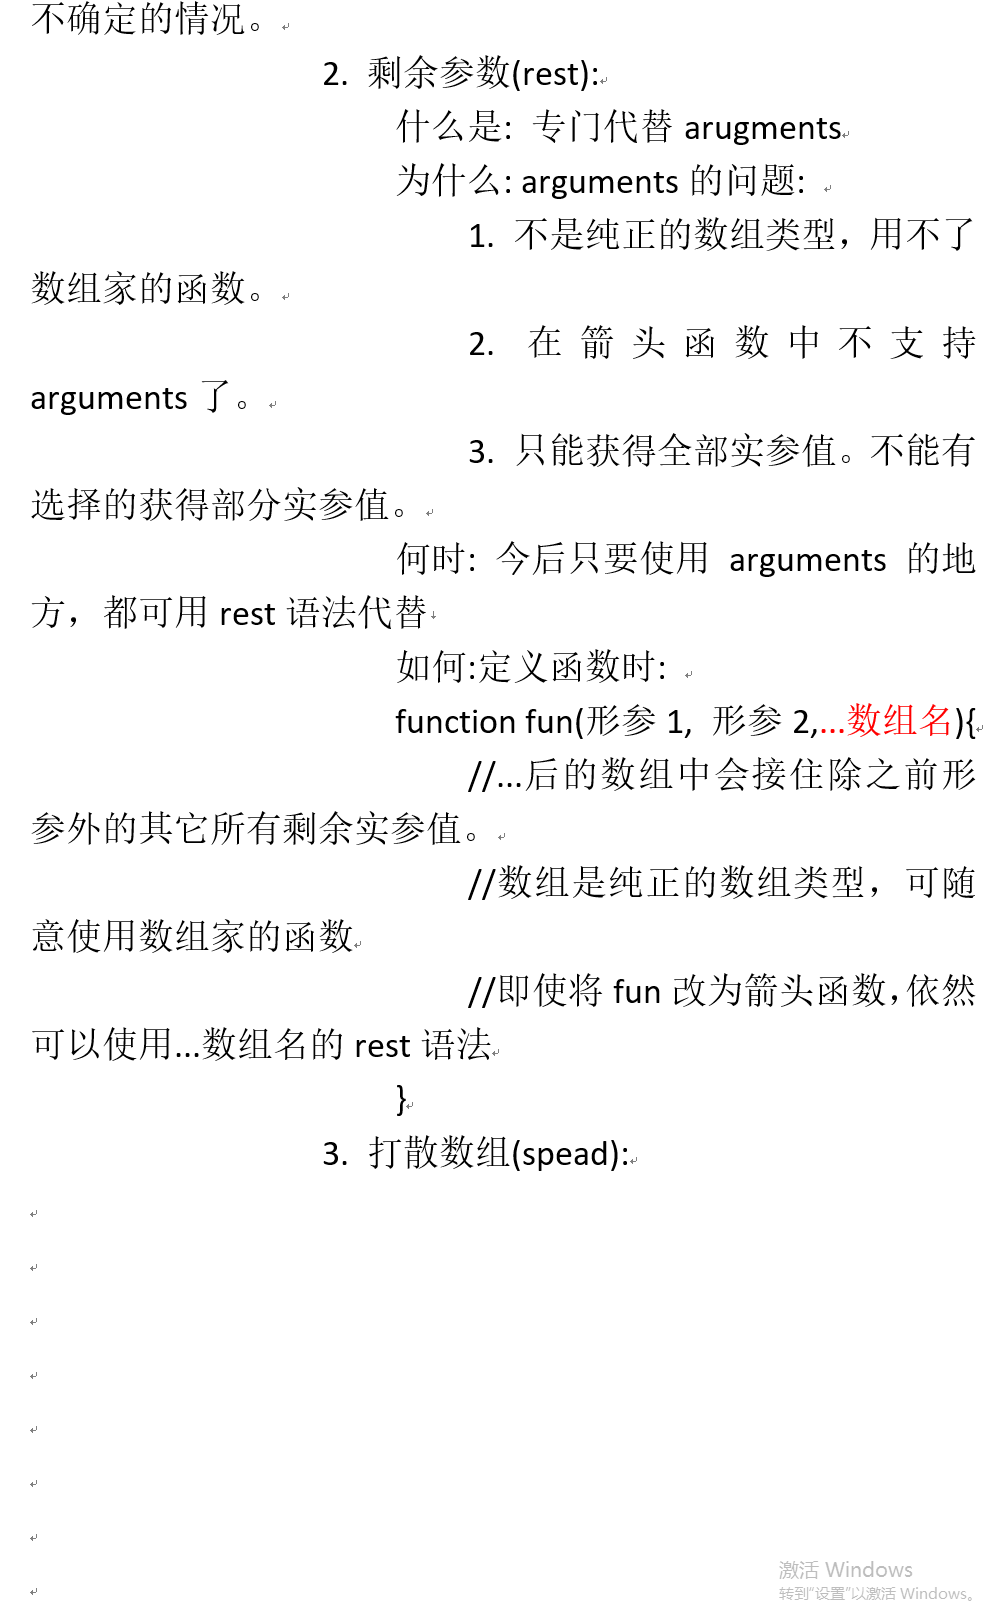 不确定的情况。
2. 剩余参数(rest):
什么是: 专门代替 arugments
为什么: arguments 的问题:
1. 不是纯正的数组类型，用不了
数组家的函数。
2. 在箭头函数中不支持
arguments 了。
3. 只能获得全部实参值。不能有
选择的获得部分实参值。
何时: 今后只要使用 arguments 的地
方，都可用 rest 语法代替
如何:定义函数时:
function fun(形参 1, 形参 2,...数组名){
//...后的数组中会接住除之前形
参外的其它所有剩余实参值。
//数组是纯正的数组类型，可随
意使用数组家的函数
//即使将 fun 改为箭头函数，依然
可以使用...数组名的 rest 语法
}
3. 打散数组(spead):
激活 Windows
转到“设置”以激活 Windows。